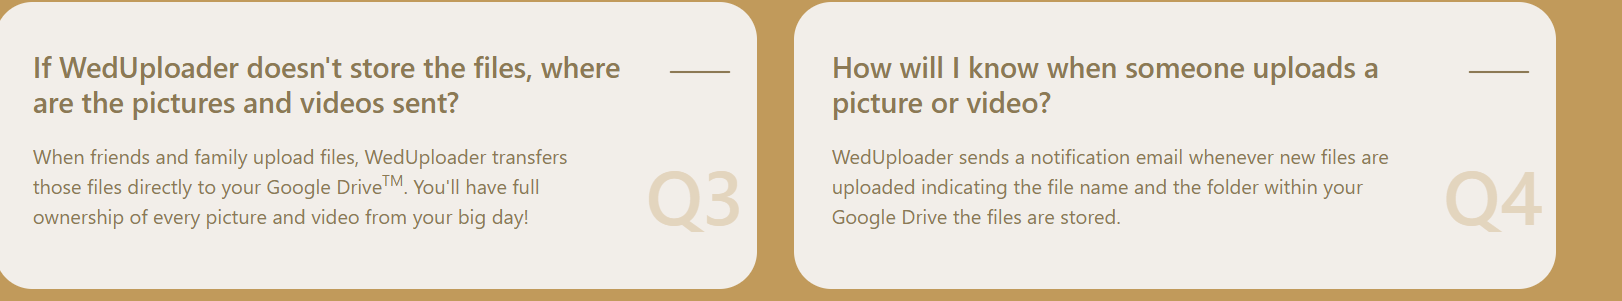 If WedUploader doesn't store the files, where
are the pictures and videos sent?
When friends and family upload files, WedUploader transfers
those files directly to your Google Drive™. You'll have full
ownership of every picture and video from your big day!
Q3
How will I know when someone uploads a
picture or video?
WedUploader sends a notification email whenever new files are
uploaded indicating the file name and the folder within your
Google Drive the files are stored.
Q4